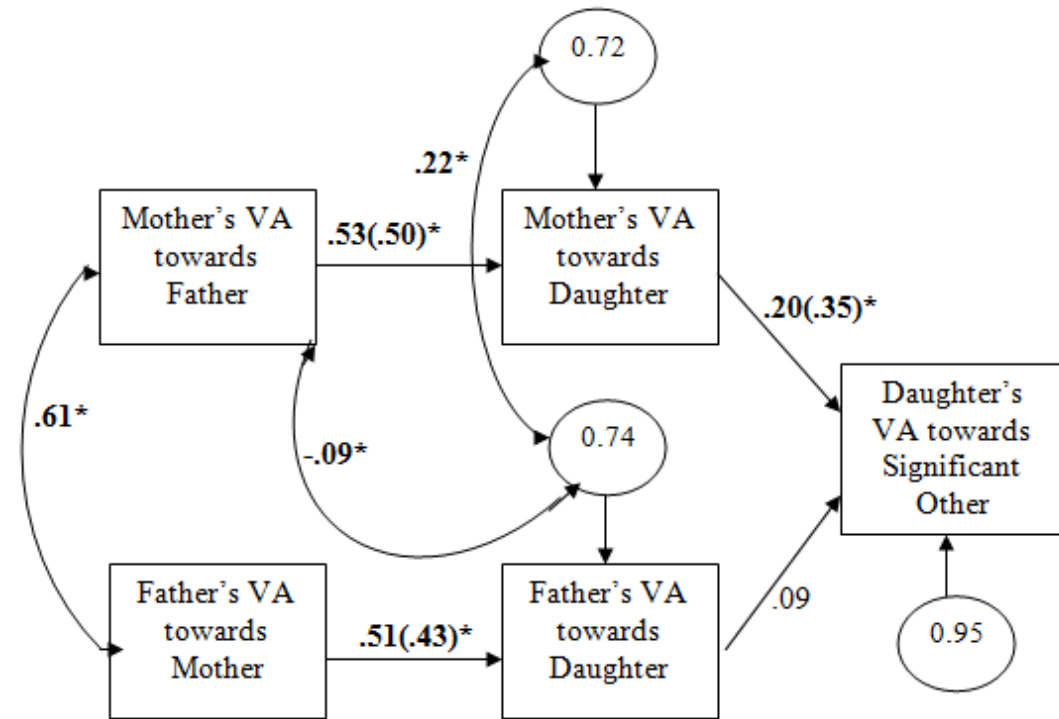 0.72
.22*
Mother’s VA
towards
Father
.53(.50)*
Mother’s VA
towards
Daughter
.20(.35)*
.61*
-.09*
0.74
Daughter’s
VA towards
Significant
Other
Father’s VA
towards
Mother
.51(.43)*
Father’s VA
towards
Daughter
.09
0.95